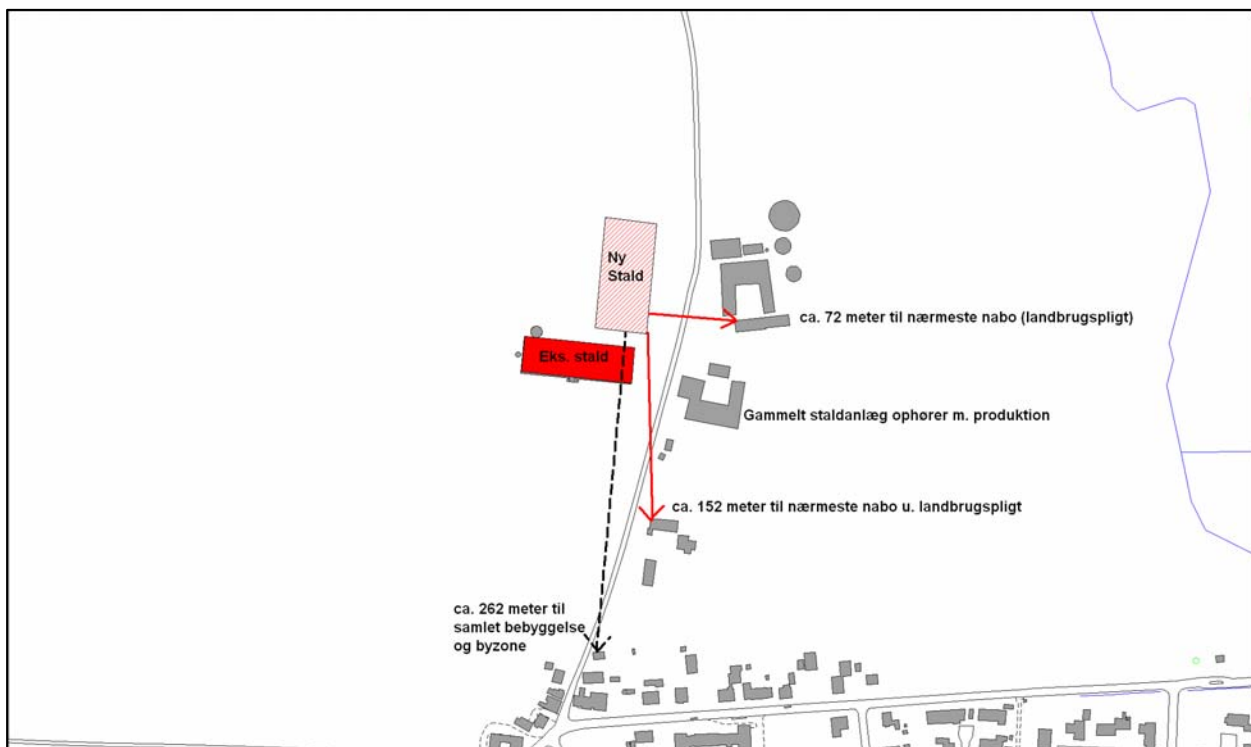 Ny
Stald
ca. 72 meter til nærmeste nabo (landbrugspligt)
Eks. stald
Gammelt staldanlæg ophører m. produktion
ca. 152 meter til nærmeste nabo u. landbrugspligt
ca. 262 meter til
samlet bebyggelse
og byzone